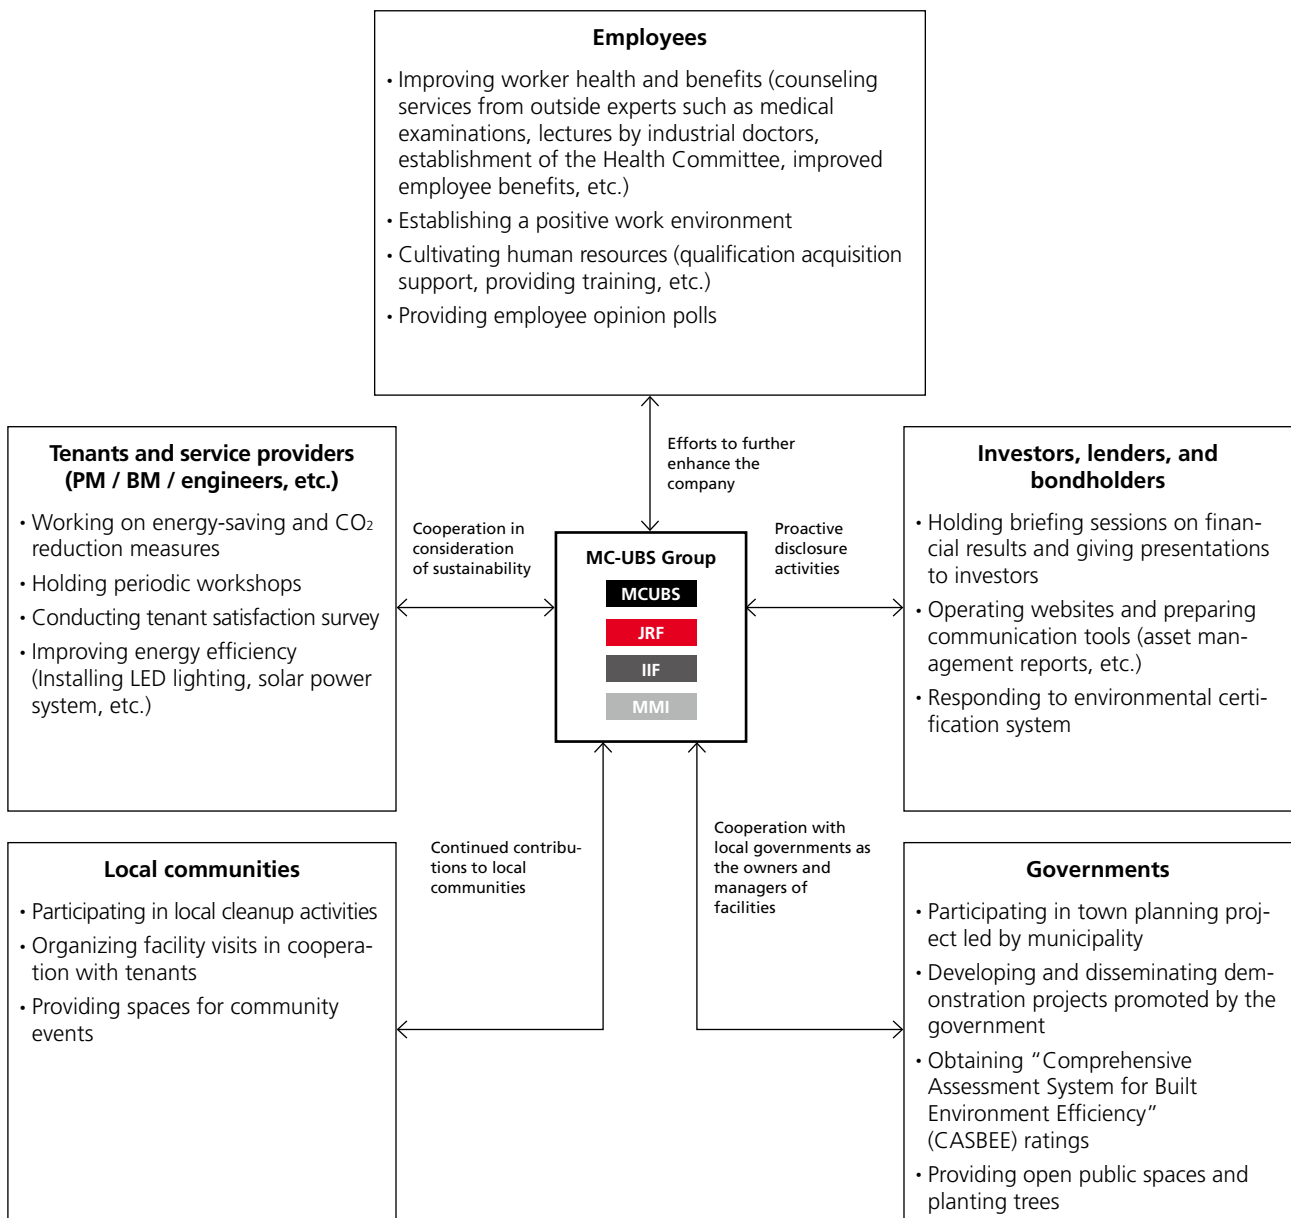 Employees
• Improving worker health and benefits (counseling
services from outside experts such as medical
examinations, lectures by industrial doctors,
establishment of the Health Committee, improved
employee benefits, etc.)
• Establishing a positive work environment
• Cultivating human resources (qualification acquisition
support, providing training, etc.)
• Providing employee opinion polls
Efforts to further
enhance the
company
Tenants and service providers
(PM / BM / engineers, etc.)
• Working on energy-saving and CO₂
reduction measures
• Holding periodic workshops
• Conducting tenant satisfaction survey
• Improving energy efficiency
(Installing LED lighting, solar power
system, etc.)
Cooperation in
consideration
of sustainability
MC-UBS Group
MCUBS
JRF
IIF
MMI
Proactive
disclosure
activities
Investors, lenders, and
bondholders
• Holding briefing sessions on finan-
cial results and giving presentations
to investors
• Operating websites and preparing
communication tools (asset man-
agement reports, etc.)
• Responding to environmental certi-
fication system
Local communities
• Participating in local cleanup activities
• Organizing facility visits in coopera-
tion with tenants
• Providing spaces for community
events
Continued contribu-
tions to local
communities
Cooperation with
local governments as
the owners and
managers of
facilities
Governments
• Participating in town planning proj-
ect led by municipality
• Developing and disseminating dem-
onstration projects promoted by the
government
• Obtaining “Comprehensive
Assessment System for Built
Environment Efficiency”
(CASBEE) ratings
• Providing open public spaces and
planting trees